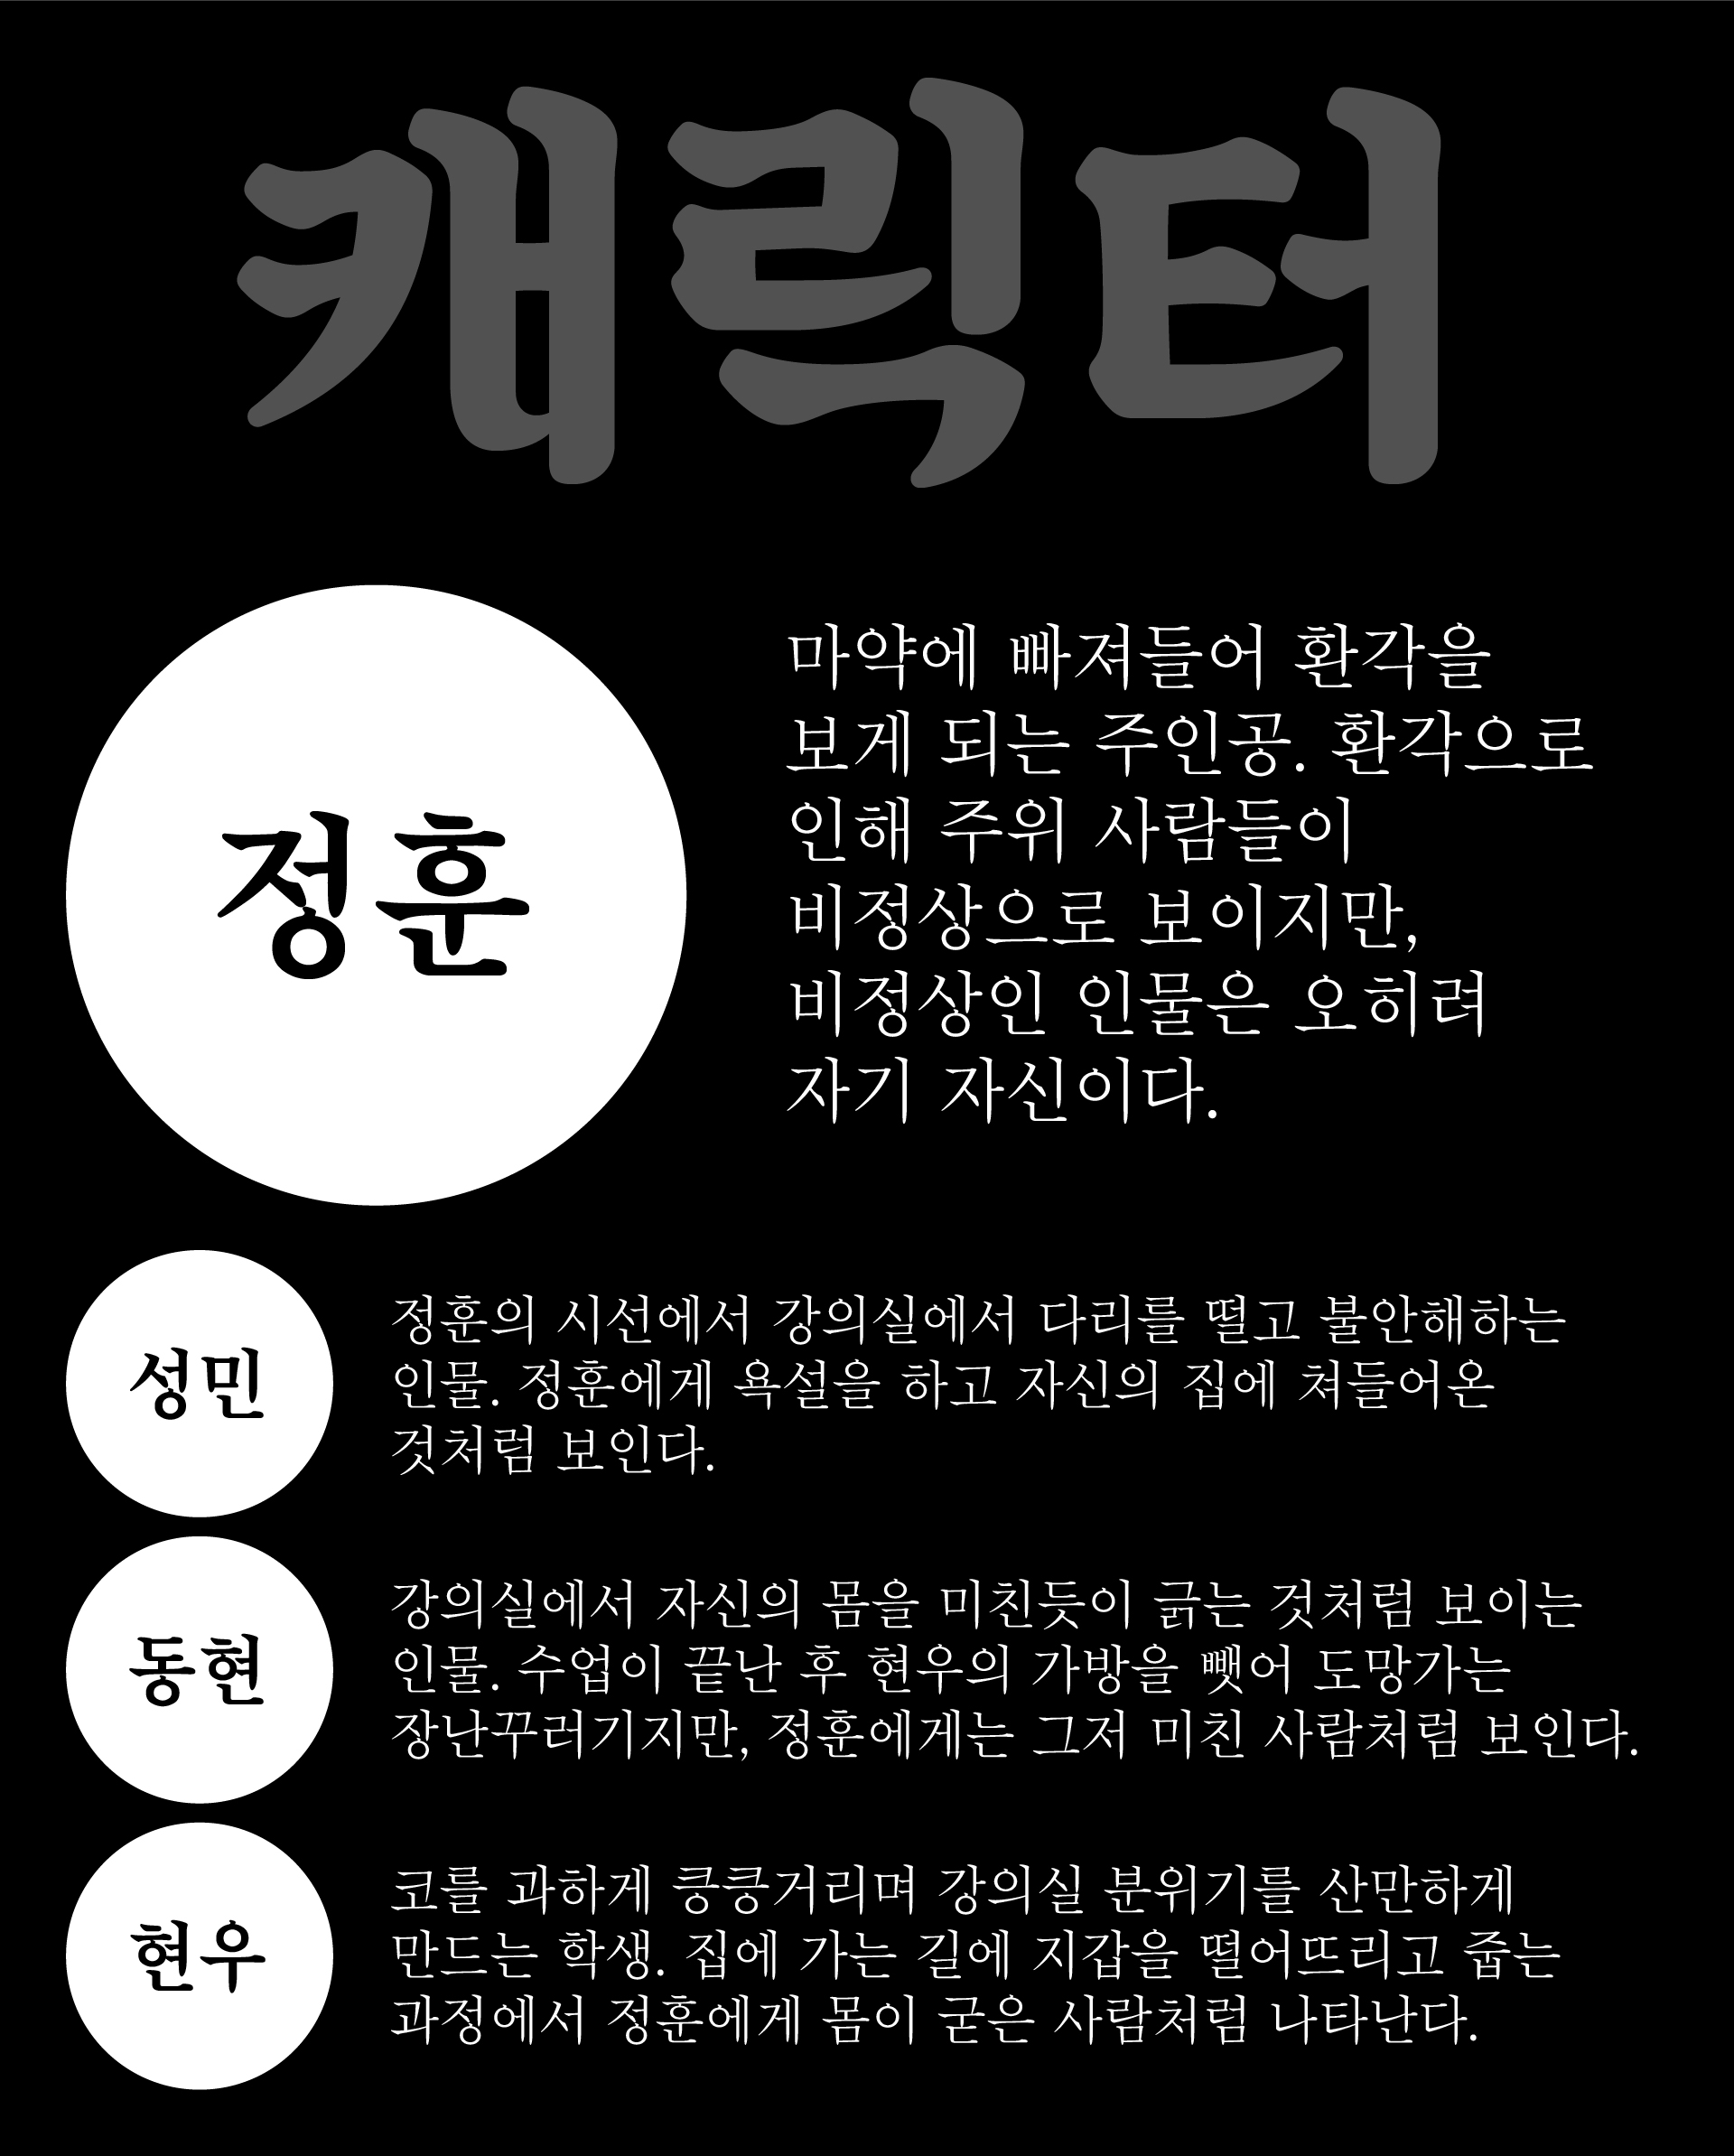 캐릭터
정훈
마약에 빠져들어 환각을
보게 되는 주인공. 환각으로
인해 주위 사람들이
비정상으로 보이지만,
비정상인 인물은 오히려
자기 자신이다.
성민
정훈의 시선에서 강의실에서 다리를 떨고 불안해하는
인물. 정훈에게 욕설을 하고 자신의 집에 쳐들어온
것처럼 보인다.
동현
강의실에서 자신의 몸을 미친듯이 긁는 것처럼 보이는
인물. 수업이 끝난 후 현우의 가방을 뺏어 도망가는
장난꾸러기지만, 정훈에게는 그저 미친 사람처럼 보인다.
현우
코를 과하게 킁킁거리며 강의실 분위기를 산만하게
만드는 학생. 집에 가는 길에 지갑을 떨어뜨리고 줍는
과정에서 정훈에게 몸이 굳은 사람처럼 나타난다.